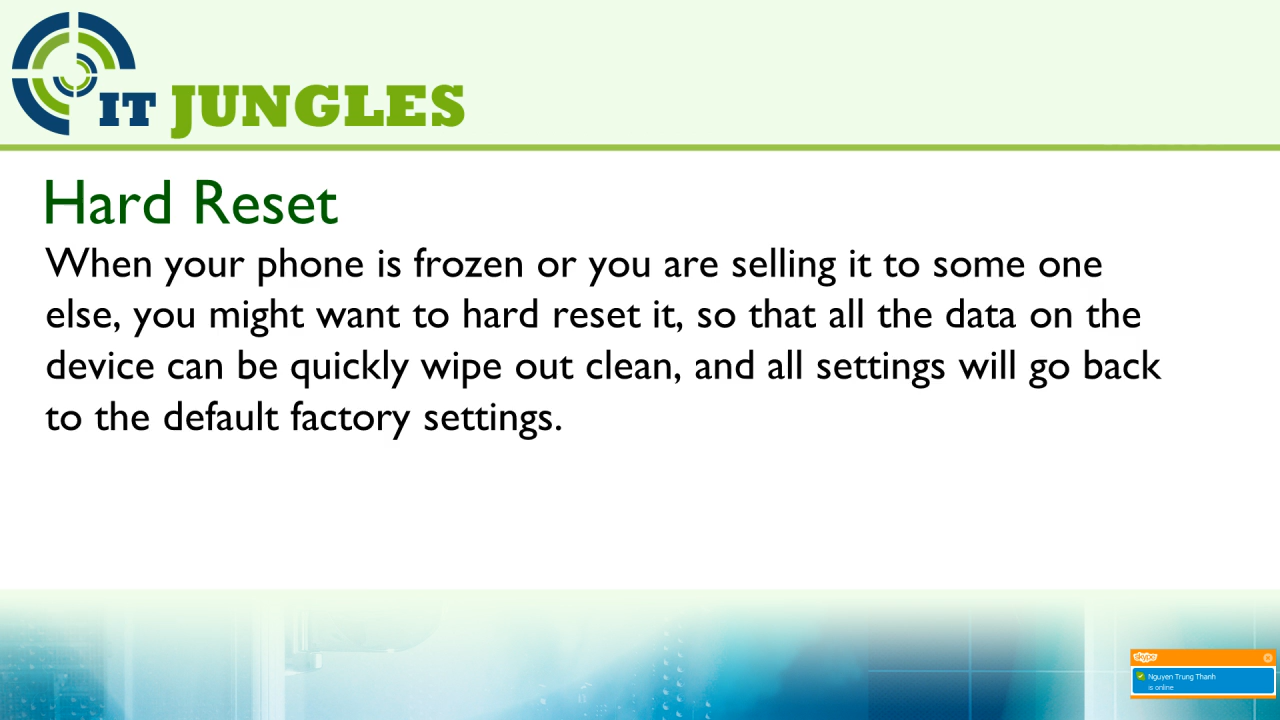 IT JUNGLES
Hard Reset
When your phone is frozen or you are selling it to some one
else, you might want to hard reset it, so that all the data on the
device can be quickly wipe out clean, and all settings will go back
to the default factory settings.
skype
Nguyen Trung Thanh
is online